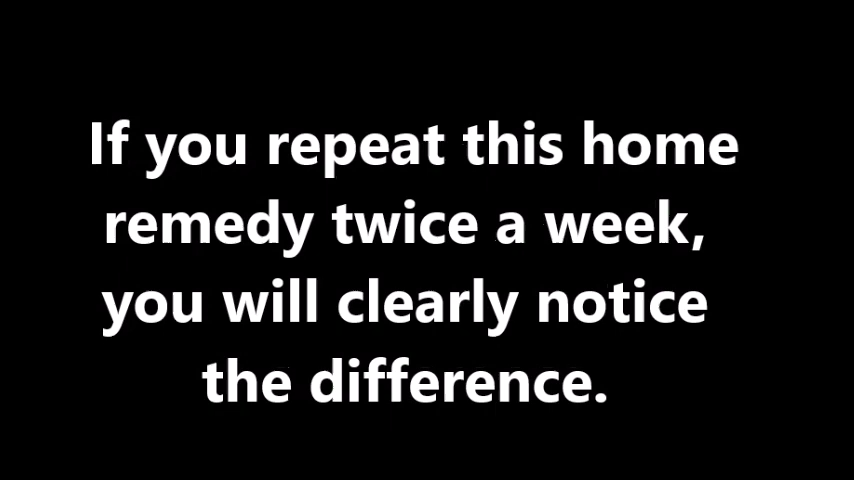 If you repeat this home
remedy twice a week,
you will clearly notice
the difference.